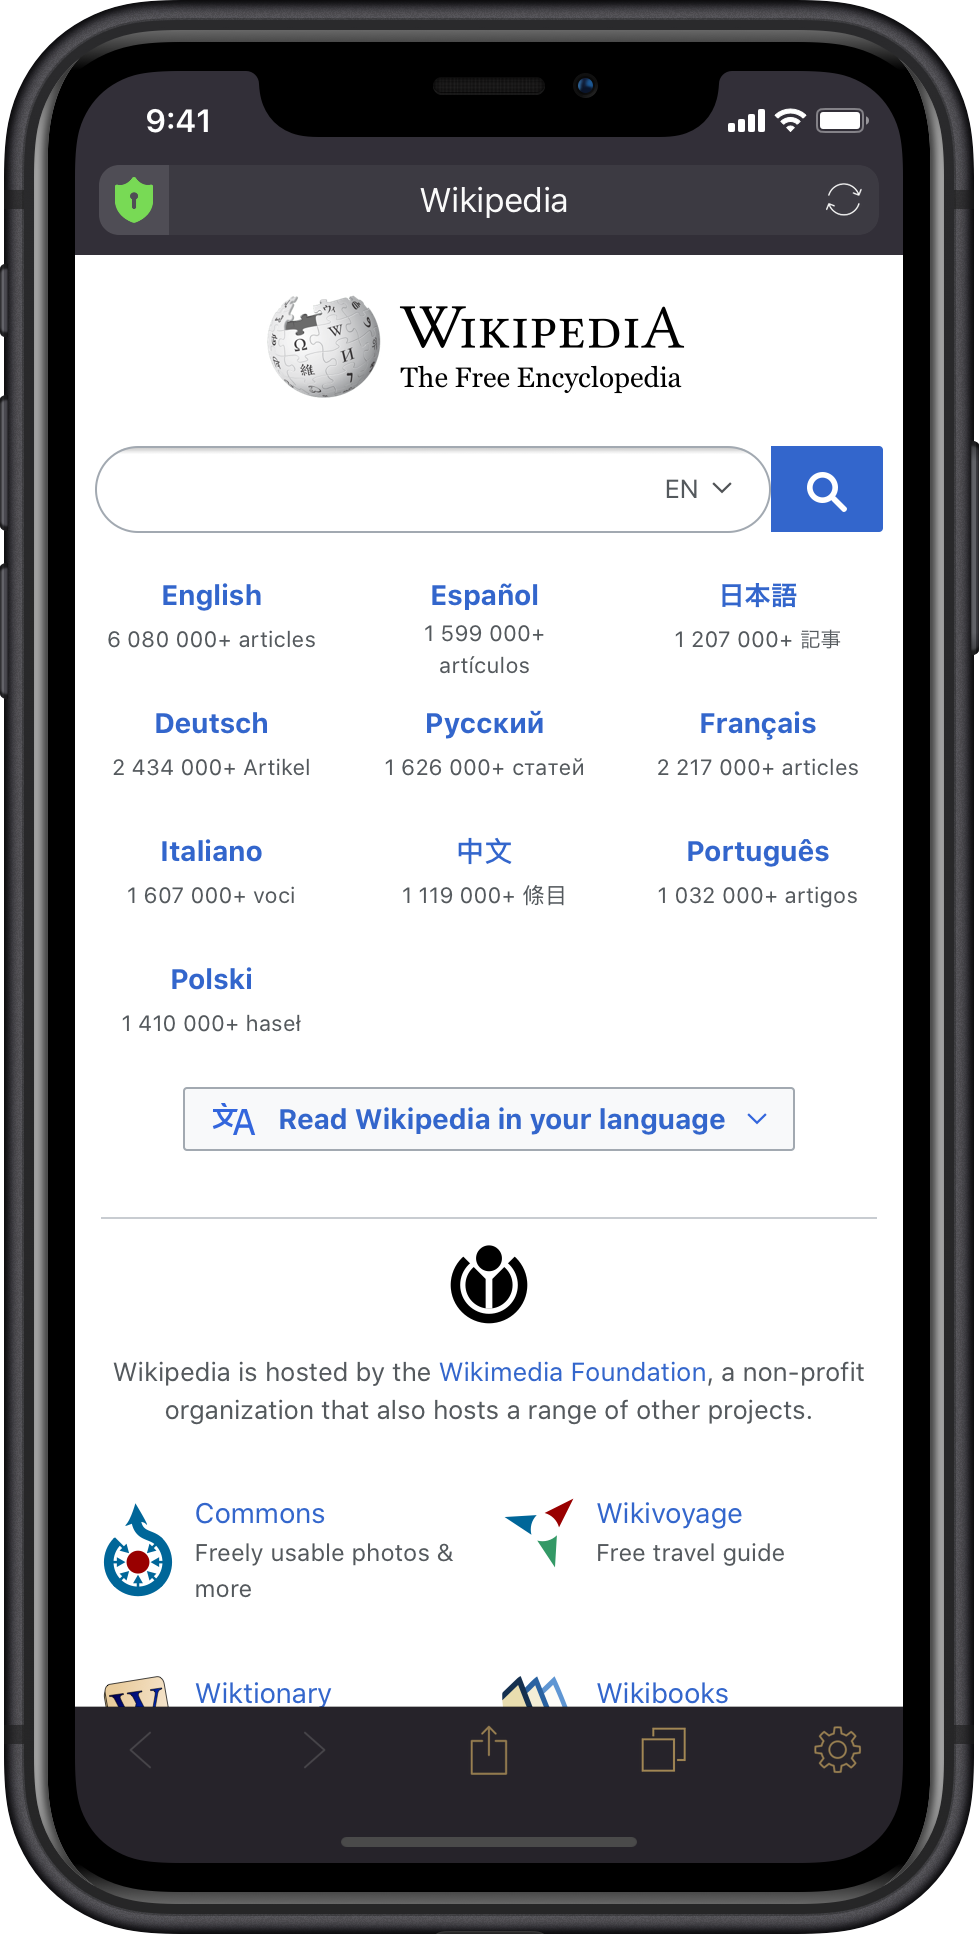 9:41
Wikipedia
WIKIPEDIA
The Free Encyclopedia
EN
English
6 080 000+ articles
Español
1 599 000+
artículos
日本語
1 207 000+ 記事
Deutsch
2 434 000+ Artikel
Русский
1 626 000+ статей
Français
2 217 000+ articles
Italiano
1 607 000+ voci
中文
1 119 000+ 條目
Português
1 032 000+ artigos
Polski
1 410 000+ haseł
文A Read Wikipedia in your language
Wikipedia is hosted by the Wikimedia Foundation, a non-profit
organization that also hosts a range of other projects.
Commons
Freely usable photos &
more
Wikivoyage
Free travel guide
W
Wiktionary
Wikibooks